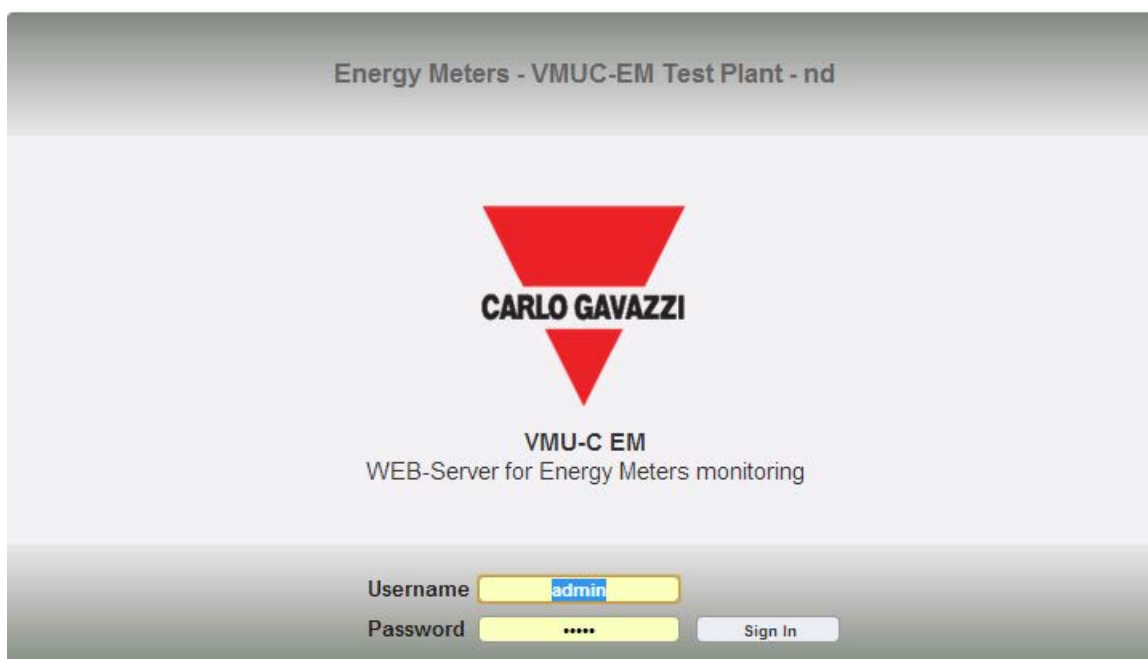 Energy Meters - VMUC-EM Test Plant - nd
CARLO GAVAZZI
VMU-C EM
WEB-Server for Energy Meters monitoring
Username admin
Password •••••
Sign In